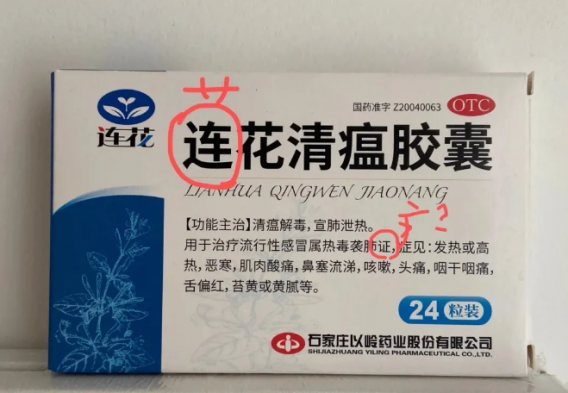 国药准字 Z20040063 OTC
连花
艹
连花清瘟胶囊
LIANHUA QINGWEN JIAONANG
疒?
【功能主治】清瘟解毒，宣肺泄热。
用于治疗流行性感冒属热毒袭肺证，症见：发热或高
热，恶寒，肌肉酸痛，鼻塞流涕，咳嗽，头痛，咽干咽痛，
舌偏红，苔黄或黄腻等。
24粒装
石家庄以岭药业股份有限公司
SHIJIAZHUANG YILING PHARMACEUTICAL CO.,LTD.